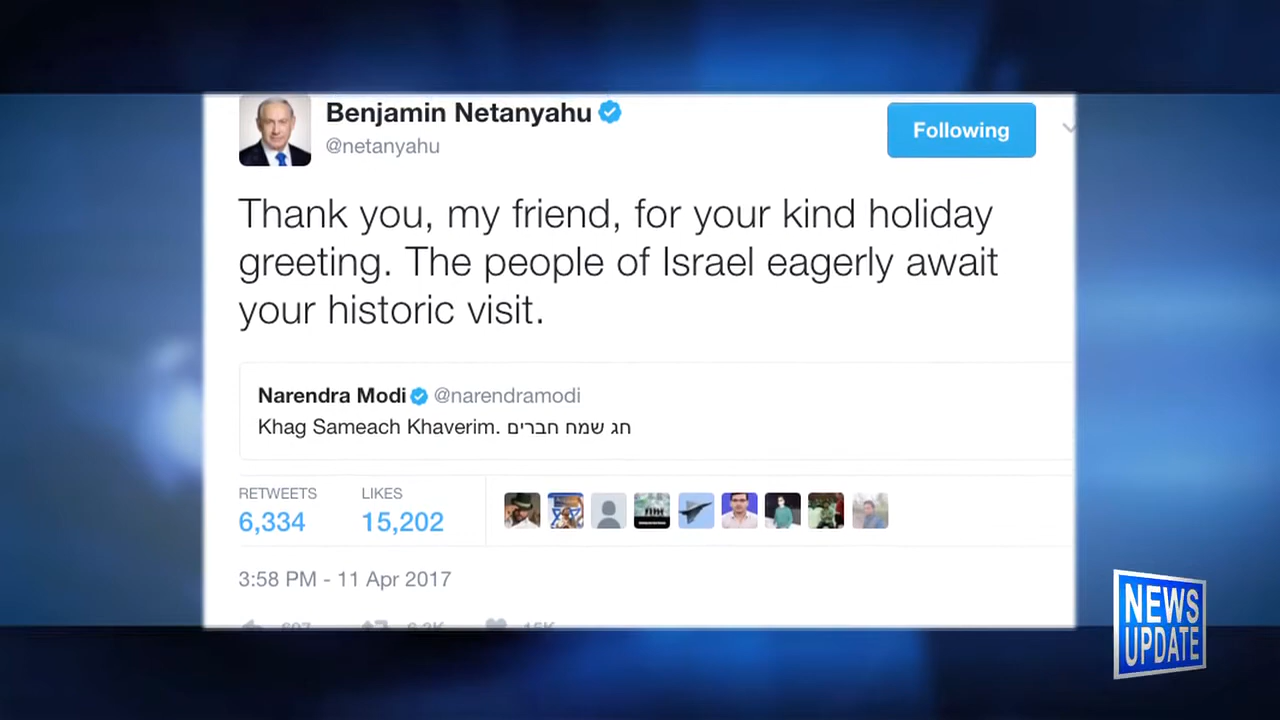 Benjamin Netanyahu
@netanyahu
Following
Thank you, my friend, for your kind holiday
greeting. The people of Israel eagerly await
your historic visit.
Narendra Modi @narendramodi
Khag Sameach Khaverim. חג שמח חברים
RETWEETS LIKES
6,334 15,202
3:58 PM - 11 Apr 2017
NEWS
UPDATE